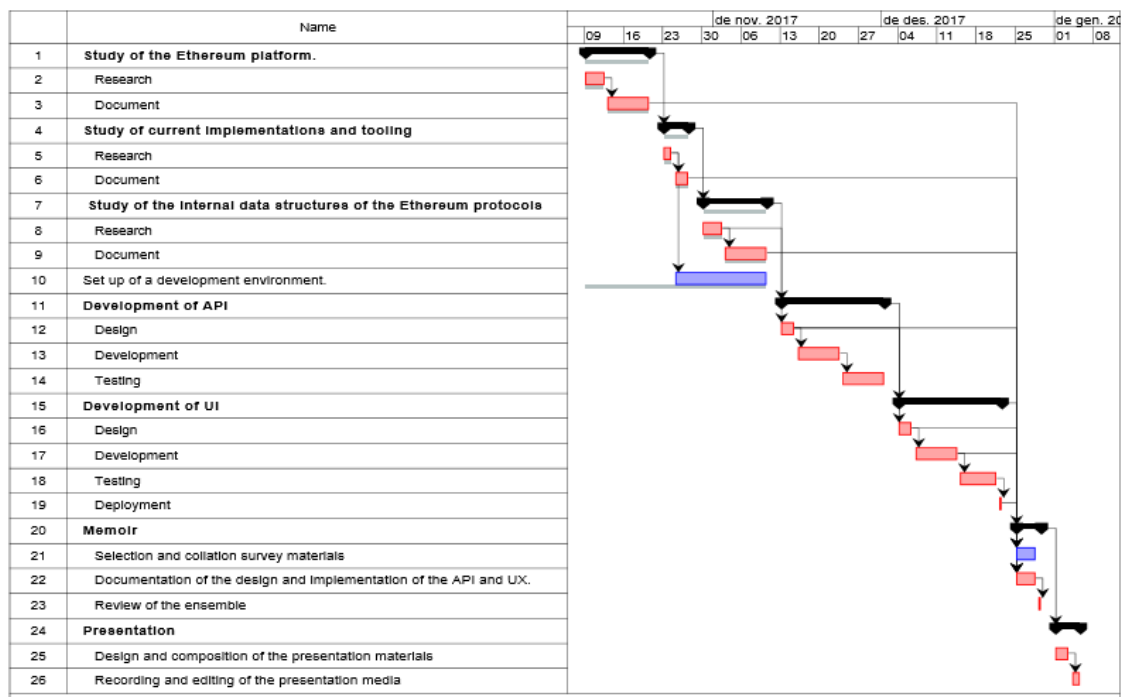 Name
de nov. 2017 de des. 2017 de gen. 20
09 16 23 30 06 13 20 27 04 11 18 25 01 08
1 Study of the Ethereum platform.
2 Research
3 Document
4 Study of current implementations and tooling
5 Research
6 Document
7 Study of the internal data structures of the Ethereum protocols
8 Research
9 Document
10 Set up of a development environment.
11 Development of API
12 Design
13 Development
14 Testing
15 Development of UI
16 Design
17 Development
18 Testing
19 Deployment
20 Memoir
21 Selection and collation survey materials
22 Documentation of the design and implementation of the API and UX.
23 Review of the ensemble
24 Presentation
25 Design and composition of the presentation materials
26 Recording and editing of the presentation media